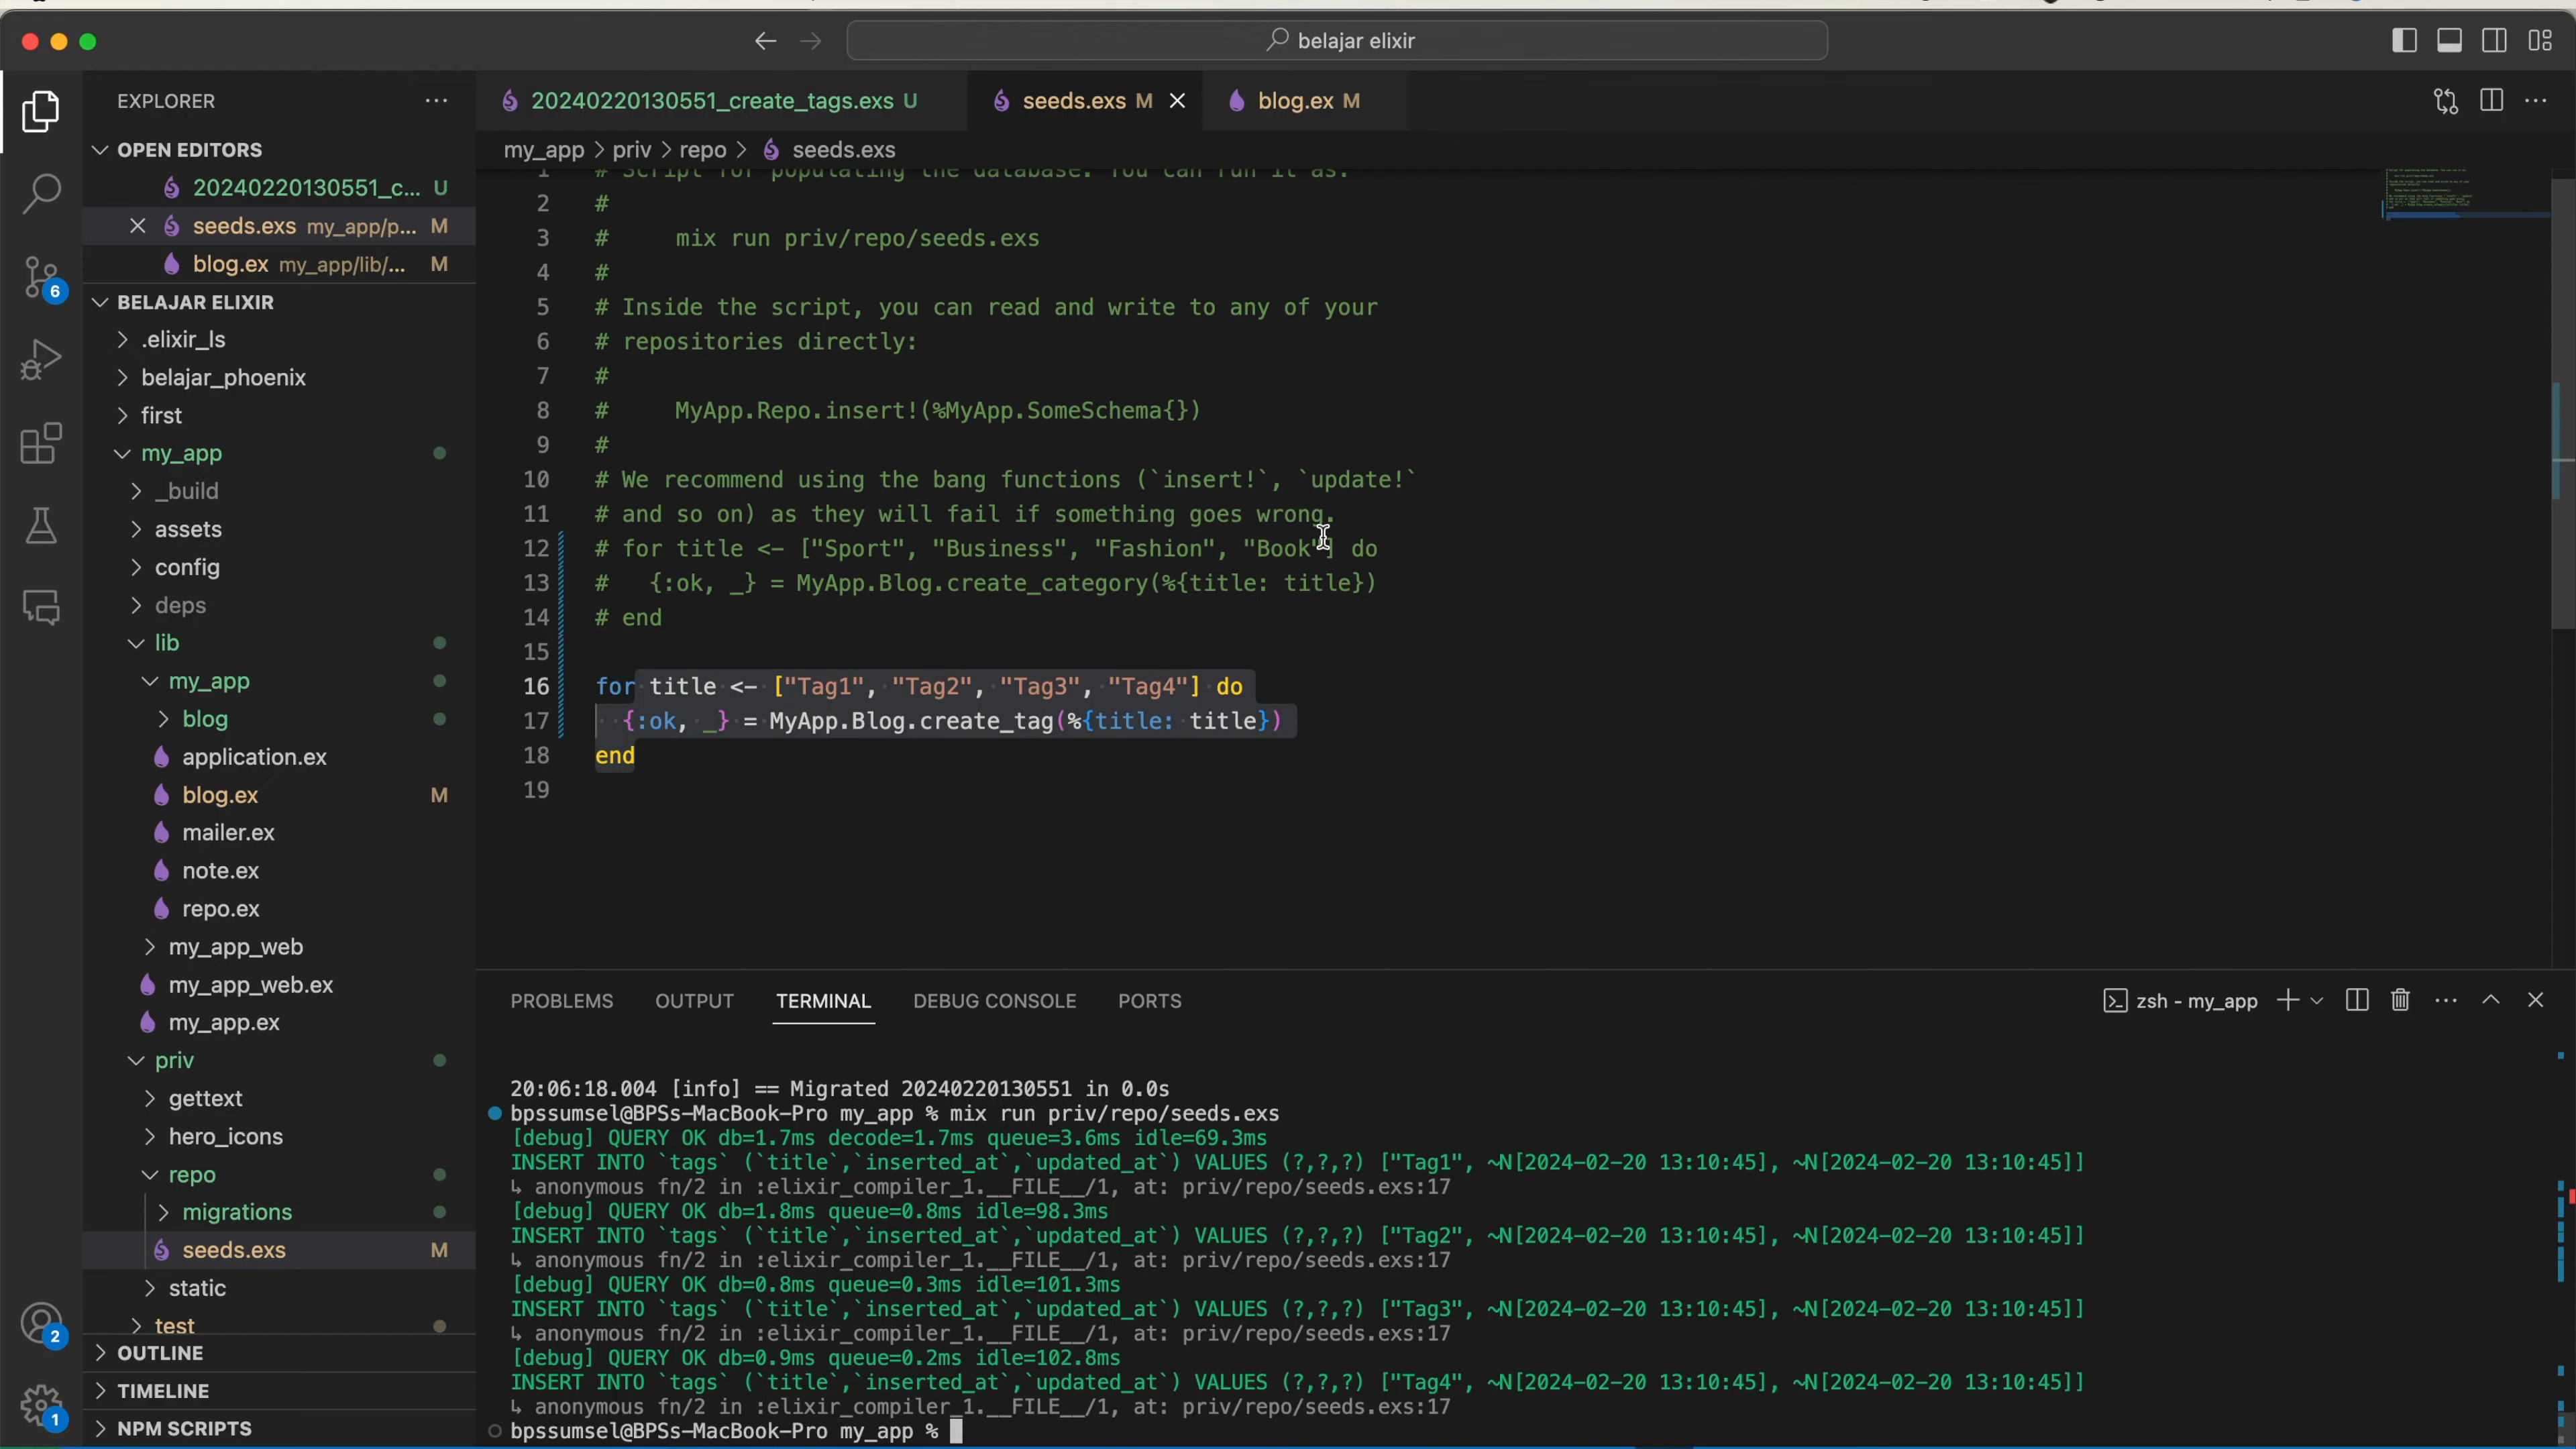 belajar elixir
EXPLORER
OPEN EDITORS
20240220130551_c... U
seeds.exs my_app/p... M
blog.ex my_app/lib/... M
BELAJAR ELIXIR
.elixir_ls
belajar_phoenix
first
my_app
_build
assets
config
deps
lib
my_app
blog
application.ex
blog.ex M
mailer.ex
note.ex
repo.ex
my_app_web
my_app_web.ex
my_app.ex
priv
gettext
hero_icons
repo
migrations
seeds.exs M
static
test
OUTLINE
TIMELINE
NPM SCRIPTS
6
2
1
20240220130551_create_tags.exs U
seeds.exs M
blog.ex M
my_app > priv > repo > seeds.exs
1 # Script for populating the database. You can run it as:
2 #
3 #     mix run priv/repo/seeds.exs
4 #
5 # Inside the script, you can read and write to any of your
6 # repositories directly:
7 #
8 #     MyApp.Repo.insert!(%MyApp.SomeSchema{})
9 #
10 # We recommend using the bang functions (`insert!`, `update!`
11 # and so on) as they will fail if something goes wrong.
12 # for title <- ["Sport", "Business", "Fashion", "Book"] do
13 #   {:ok, _} = MyApp.Blog.create_category(%{title: title})
14 # end
15
16 for title <- ["Tag1", "Tag2", "Tag3", "Tag4"] do
17   {:ok, _} = MyApp.Blog.create_tag(%{title: title})
18 end
19
PROBLEMS OUTPUT TERMINAL DEBUG CONSOLE PORTS
zsh - my_app
20:06:18.004 [info] == Migrated 20240220130551 in 0.0s
bpssumsel@BPSs-MacBook-Pro my_app % mix run priv/repo/seeds.exs
[debug] QUERY OK db=1.7ms decode=1.7ms queue=3.6ms idle=69.3ms
INSERT INTO `tags` (`title`,`inserted_at`,`updated_at`) VALUES (?,?,?) ["Tag1", ~N[2024-02-20 13:10:45], ~N[2024-02-20 13:10:45]]
↳ anonymous fn/2 in :elixir_compiler_1.__FILE__/1, at: priv/repo/seeds.exs:17
[debug] QUERY OK db=1.8ms queue=0.8ms idle=98.3ms
INSERT INTO `tags` (`title`,`inserted_at`,`updated_at`) VALUES (?,?,?) ["Tag2", ~N[2024-02-20 13:10:45], ~N[2024-02-20 13:10:45]]
↳ anonymous fn/2 in :elixir_compiler_1.__FILE__/1, at: priv/repo/seeds.exs:17
[debug] QUERY OK db=0.8ms queue=0.3ms idle=101.3ms
INSERT INTO `tags` (`title`,`inserted_at`,`updated_at`) VALUES (?,?,?) ["Tag3", ~N[2024-02-20 13:10:45], ~N[2024-02-20 13:10:45]]
↳ anonymous fn/2 in :elixir_compiler_1.__FILE__/1, at: priv/repo/seeds.exs:17
[debug] QUERY OK db=0.9ms queue=0.2ms idle=102.8ms
INSERT INTO `tags` (`title`,`inserted_at`,`updated_at`) VALUES (?,?,?) ["Tag4", ~N[2024-02-20 13:10:45], ~N[2024-02-20 13:10:45]]
↳ anonymous fn/2 in :elixir_compiler_1.__FILE__/1, at: priv/repo/seeds.exs:17
bpssumsel@BPSs-MacBook-Pro my_app %